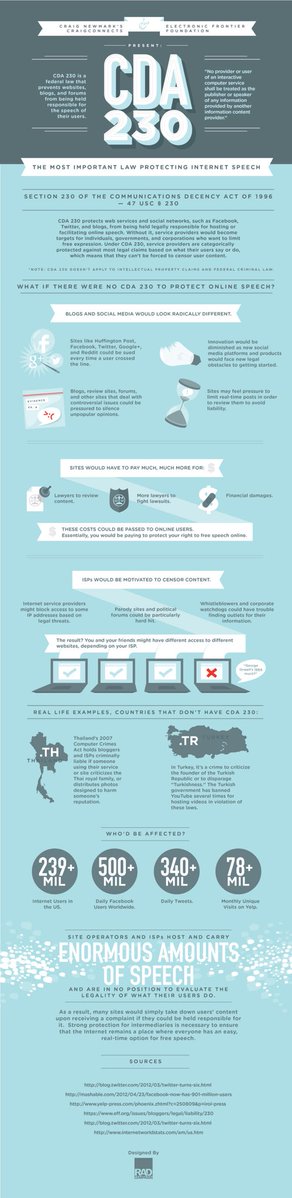 CRAIG NEWMARK'S
CRAIGCONNECTS
&
ELECTRONIC FRONTIER
FOUNDATION
PRESENT:
CDA 230 is a
federal law that
prevents websites,
blogs, and forums
from being held
responsible for
the speech of
their users.
CDA
230
"No provider or user
of an interactive
computer service
shall be treated as the
publisher or speaker
of any information
provided by another
information content
provider."
THE MOST IMPORTANT LAW PROTECTING INTERNET SPEECH
SECTION 230 OF THE COMMUNICATIONS DECENCY ACT OF 1996
— 47 USC § 230
CDA 230 protects web services and social networks, such as Facebook,
Twitter, and blogs, from being held legally responsible for hosting or
facilitating online speech. Without it, service providers would become
targets for individuals, governments, and corporations who want to limit
free expression. Under CDA 230, service providers are categorically
protected against most legal claims based on what their users say or do,
which means that they can't be forced to censor user content.
*NOTE: CDA 230 DOESN'T APPLY TO INTELLECTUAL PROPERTY CLAIMS AND FEDERAL CRIMINAL LAW.
WHAT IF THERE WERE NO CDA 230 TO PROTECT ONLINE SPEECH?
BLOGS AND SOCIAL MEDIA WOULD LOOK RADICALLY DIFFERENT.
Sites like Huffington Post,
Facebook, Twitter, Google+,
and Reddit could be sued
every time a user crossed
the line.
Innovation would be
diminished as new social
media platforms and products
would face new legal
obstacles to getting started.
Blogs, review sites, forums,
and other sites that deal with
controversial issues could be
pressured to silence
unpopular opinions.
Sites may feel pressure to
limit real-time posts in order
to review them to avoid
liability.
SITES WOULD HAVE TO PAY MUCH, MUCH MORE FOR:
$
Lawyers to review
content.
More lawyers to
fight lawsuits.
Financial damages.
$
THESE COSTS COULD BE PASSED TO ONLINE USERS.
Essentially, you would be paying to protect your right to free speech online.
ISPs WOULD BE MOTIVATED TO CENSOR CONTENT.
Internet service providers
might block access to some
IP addresses based on
legal threats.
Parody sites and political
forums could be particularly
hard hit.
Whistleblowers and corporate
watchdogs could have trouble
finding outlets for their
information.
The result? You and your friends might have different access to different
websites, depending on your ISP.
REAL LIFE EXAMPLES, COUNTRIES THAT DON'T HAVE CDA 230:
.TH
Thailand's 2007
Computer Crimes
Act holds bloggers
and ISPs criminally
liable if someone
using their service
or site criticizes the
Thai royal family, or
distributes photos
designed to harm
someone's
reputation.
.TR
In Turkey, it's a crime to criticize
the founder of the Turkish
Republic or to disparage
"Turkishness." The Turkish
government has banned
YouTube several times for
hosting videos in violation of
these laws.
WHO'D BE AFFECTED?
239+
MIL
Internet Users in
the US.
500+
MIL
Daily Facebook
Users Worldwide.
340+
MIL
Daily Tweets.
78+
MIL
Monthly Unique
Visits on Yelp.
SITE OPERATORS AND ISPs HOST AND CARRY
ENORMOUS AMOUNTS
OF SPEECH
AND ARE IN NO POSITION TO EVALUATE THE
LEGALITY OF WHAT THEIR USERS DO.
As a result, many sites would simply take down users' content
upon receiving a complaint if they could be held responsible for
it. Strong protection for intermediaries is necessary to ensure
that the Internet remains a place where everyone has an easy,
real-time option for free speech.
SOURCES
http://blog.twitter.com/2012/03/twitter-turns-six.html
http://mashable.com/2012/04/23/facebook-now-has-901-million-users
http://www.yelp-press.com/phoenix.zhtml?c=250809&p=irol-press
https://www.eff.org/issues/bloggers/legal/liability/230
http://blog.twitter.com/2012/03/twitter-turns-six.html
http://www.internetworldstats.com/am/us.htm
Designed By
RAD